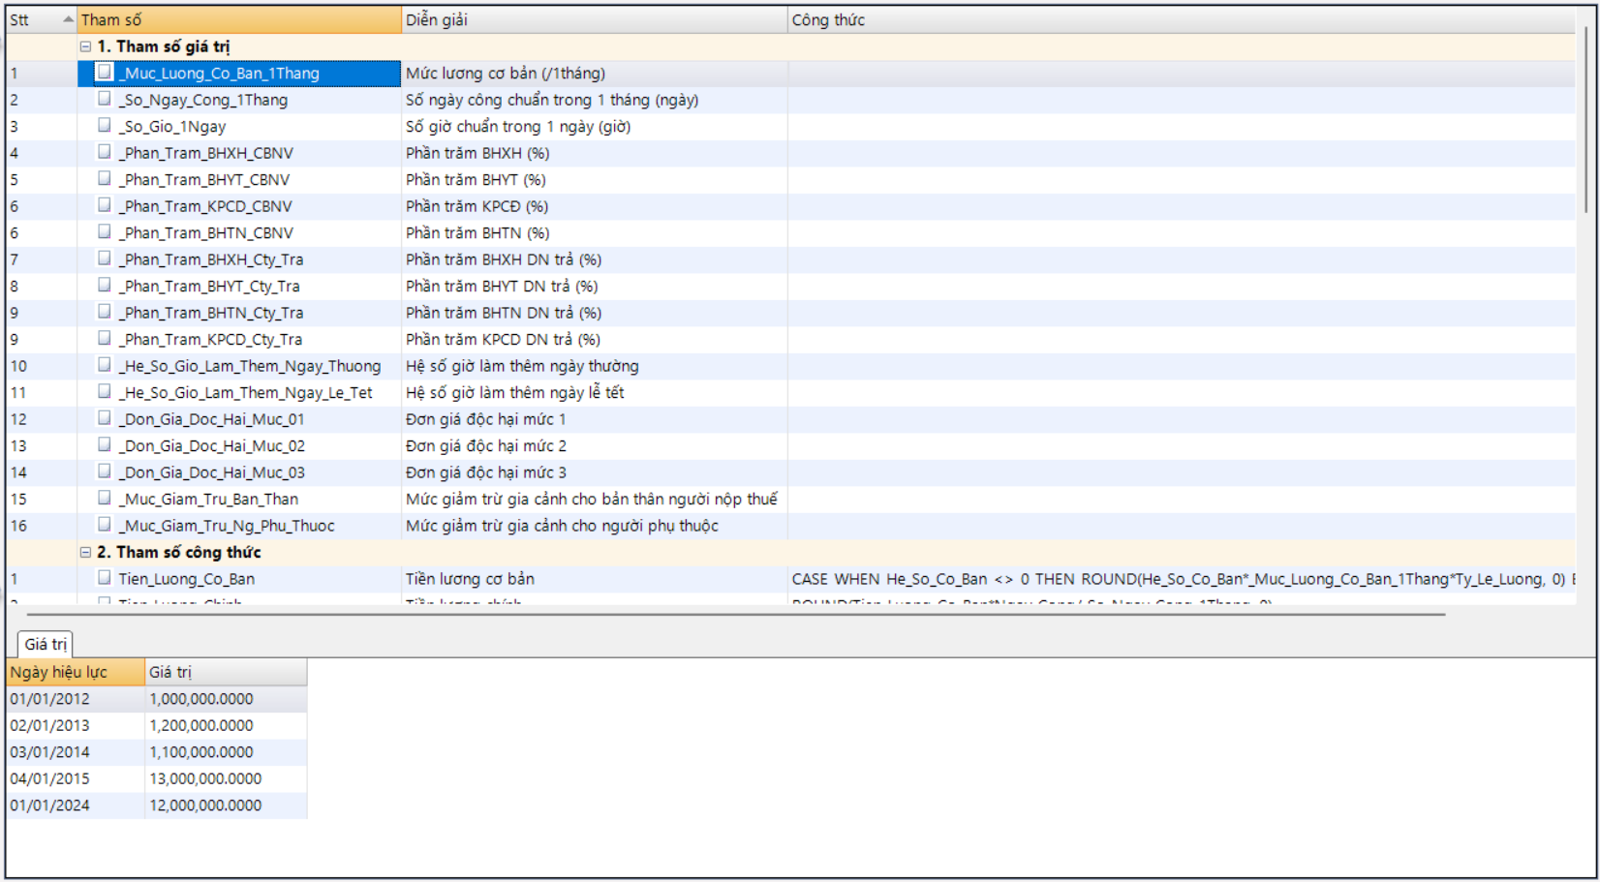 Stt Tham số Diễn giải Công thức
1. Tham số giá trị
1 _Muc_Luong_Co_Ban_1Thang Mức lương cơ bản (/1tháng)
2 _So_Ngay_Cong_1Thang Số ngày công chuẩn trong 1 tháng (ngày)
3 _So_Gio_1Ngay Số giờ chuẩn trong 1 ngày (giờ)
4 _Phan_Tram_BHXH_CBNV Phần trăm BHXH (%)
5 _Phan_Tram_BHYT_CBNV Phần trăm BHYT (%)
6 _Phan_Tram_KPCD_CBNV Phần trăm KPCĐ (%)
6 _Phan_Tram_BHTN_CBNV Phần trăm BHTN (%)
7 _Phan_Tram_BHXH_Cty_Tra Phần trăm BHXH DN trả (%)
8 _Phan_Tram_BHYT_Cty_Tra Phần trăm BHYT DN trả (%)
9 _Phan_Tram_BHTN_Cty_Tra Phần trăm BHTN DN trả (%)
9 _Phan_Tram_KPCD_Cty_Tra Phần trăm KPCD DN trả (%)
10 _He_So_Gio_Lam_Them_Ngay_Thuong Hệ số giờ làm thêm ngày thường
11 _He_So_Gio_Lam_Them_Ngay_Le_Tet Hệ số giờ làm thêm ngày lễ tết
12 _Don_Gia_Doc_Hai_Muc_01 Đơn giá độc hại mức 1
13 _Don_Gia_Doc_Hai_Muc_02 Đơn giá độc hại mức 2
14 _Don_Gia_Doc_Hai_Muc_03 Đơn giá độc hại mức 3
15 _Muc_Giam_Tru_Ban_Than Mức giảm trừ gia cảnh cho bản thân người nộp thuế
16 _Muc_Giam_Tru_Ng_Phu_Thuoc Mức giảm trừ gia cảnh cho người phụ thuộc
2. Tham số công thức
1 Tien_Luong_Co_Ban Tiền lương cơ bản CASE WHEN He_So_Co_Ban <> 0 THEN ROUND(He_So_Co_Ban*_Muc_Luong_Co_Ban_1Thang*Ty_Le_Luong, 0) E
2 Tien_Luong_Chinh Tiền lương chính ROUND(Tien_Luong_Co_Ban*Ngay_Cong/_So_Ngay_Cong_1Thang, 0)
Giá trị
Ngày hiệu lực Giá trị
01/01/2012 1,000,000.0000
02/01/2013 1,200,000.0000
03/01/2014 1,100,000.0000
04/01/2015 13,000,000.0000
01/01/2024 12,000,000.0000